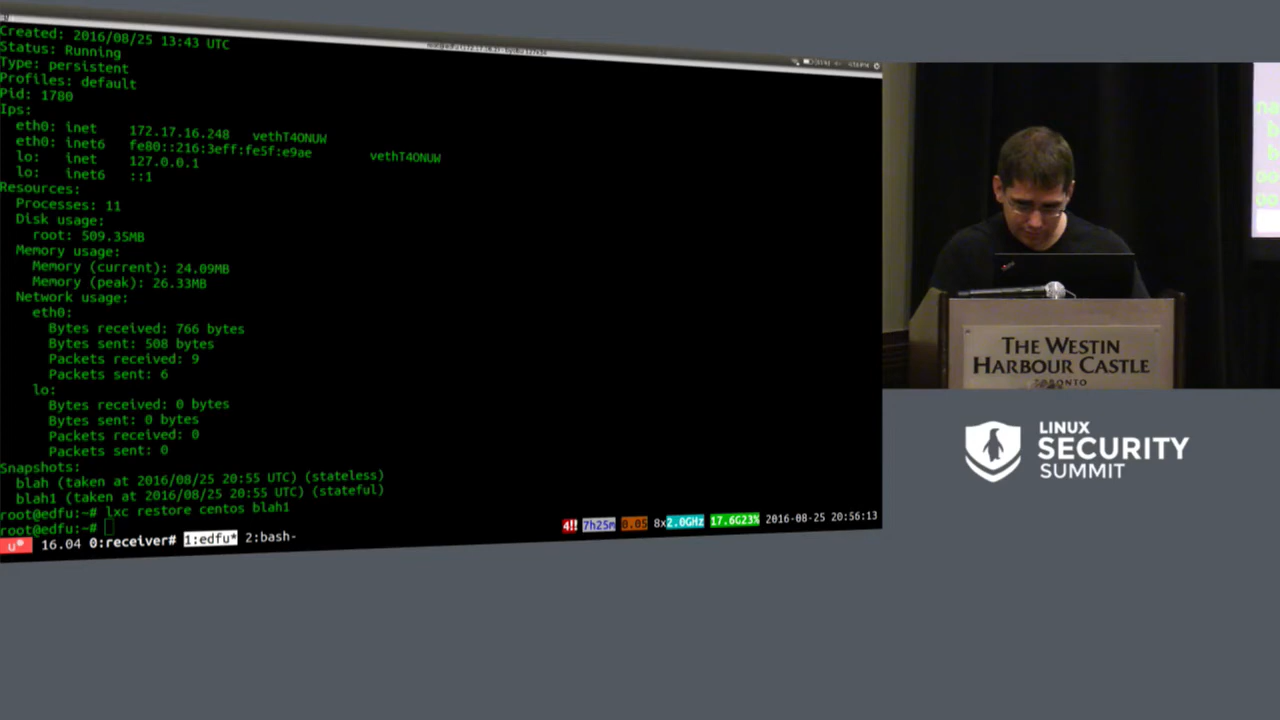 Created: 2016/08/25 13:43 UTC
Status: Running
Type: persistent
Profiles: default
Pid: 1780
Ips:
eth0: inet 172.17.16.248 vethT4ONUW
eth0: inet6 fe80::216:3eff:fe5f:e9ae vethT4ONUW
lo: inet 127.0.0.1
lo: inet6 ::1
Resources:
Processes: 11
Disk usage:
root: 509.35MB
Memory usage:
Memory (current): 24.09MB
Memory (peak): 26.33MB
Network usage:
eth0:
Bytes received: 766 bytes
Bytes sent: 508 bytes
Packets received: 9
Packets sent: 6
lo:
Bytes received: 0 bytes
Bytes sent: 0 bytes
Packets received: 0
Packets sent: 0
Snapshots:
blah (taken at 2016/08/25 20:55 UTC) (stateless)
blah1 (taken at 2016/08/25 20:55 UTC) (stateful)
root@edfu:~# lxc restore centos blah1
root@edfu:~#
u* 16.04 0:receiver# 1:edfu* 2:bash- 4!! 7h25m 0.05 8x2.0GHz 17.6G23% 2016-08-25 20:56:13
THE WESTIN
HARBOUR CASTLE
TORONTO
LINUX
SECURITY
SUMMIT